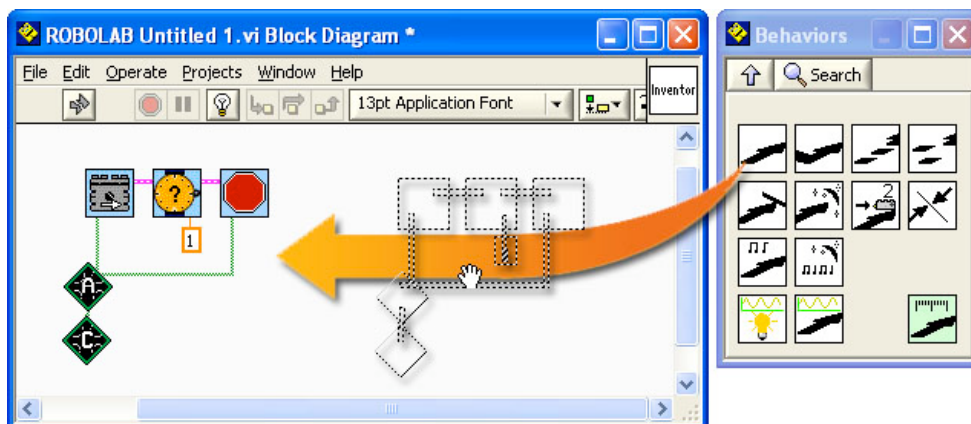 ROBOLAB Untitled 1.vi Block Diagram *
File Edit Operate Projects Window Help
13pt Application Font
Inventor
?
1
A
C
Behaviors
Search
2